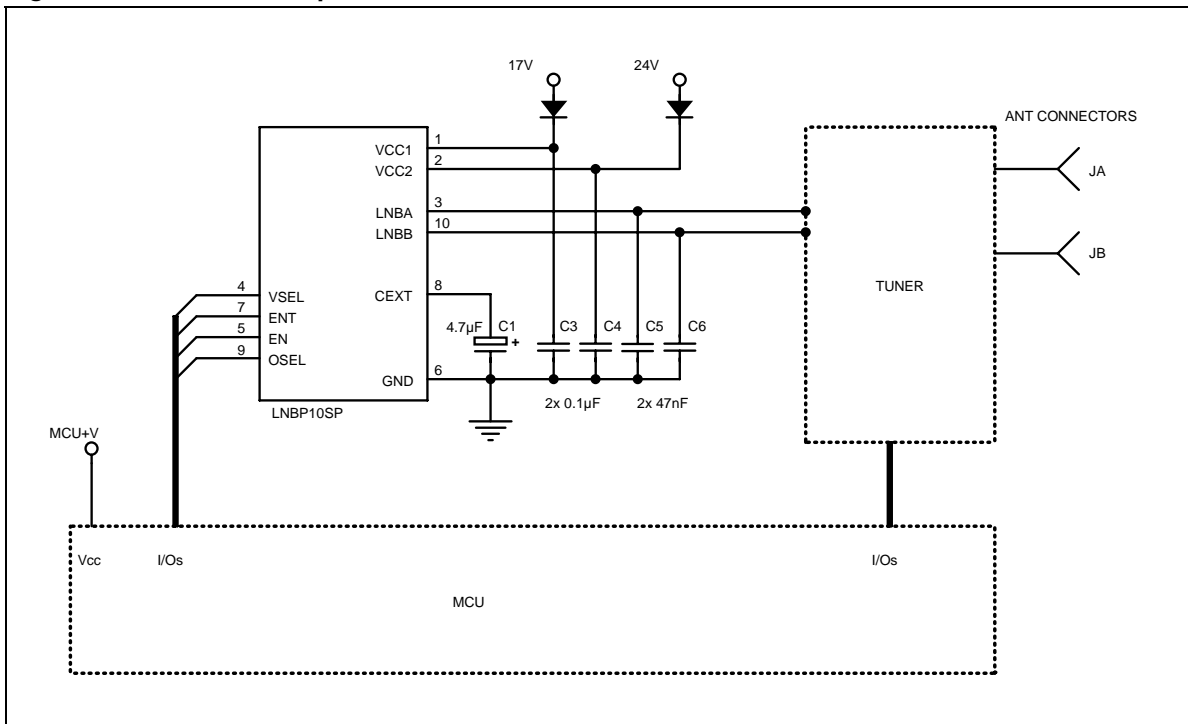 17V
24V
ANT CONNECTORS
1
VCC1
2
VCC2
JA
3
LNBA
10
LNBB
JB
TUNER
4
VSEL
8
CEXT
7
ENT
5
EN
9
OSEL
4.7µF
C1
+
C3
C4
C5
C6
6
GND
2x 0.1µF
2x 47nF
LNBP10SP
MCU+V
Vcc
I/Os
I/Os
MCU